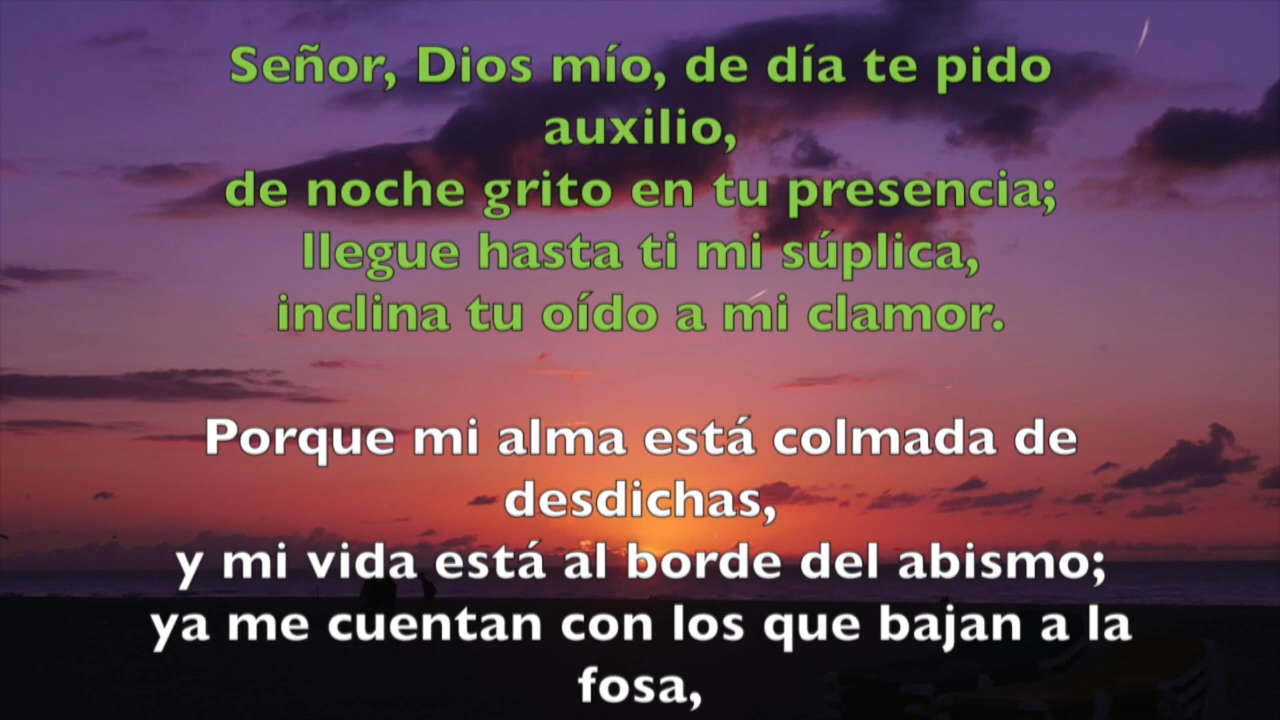 Señor, Dios mío, de día te pido
auxilio,
de noche grito en tu presencia;
llegue hasta ti mi súplica,
inclina tu oído a mi clamor.
Porque mi alma está colmada de
desdichas,
y mi vida está al borde del abismo;
ya me cuentan con los que bajan a la
fosa,